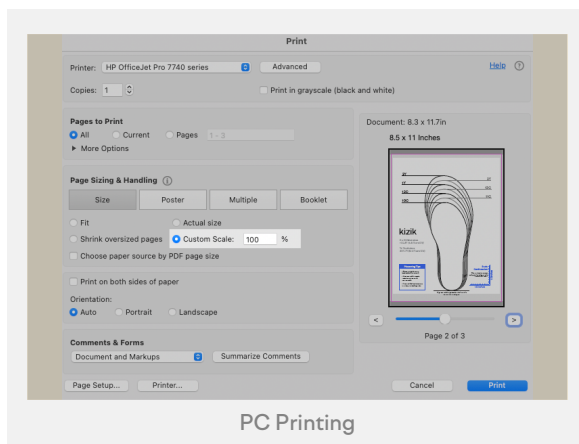 Print
Printer: HP OfficeJet Pro 7740 series Advanced Help ?
Copies: 1 Print in grayscale (black and white)
Pages to Print
All Current Pages 1 - 3
More Options
Document: 8.3 x 11.7in
8.5 x 11 Inches
Page Sizing & Handling i
Size Poster Multiple Booklet
Fit Actual size
Shrink oversized pages Custom Scale: 100 %
Choose paper source by PDF page size
Print on both sides of paper
Orientation:
Auto Portrait Landscape
kizik
< >
Page 2 of 3
Comments & Forms
Document and Markups Summarize Comments
Page Setup... Printer... Cancel Print
PC Printing